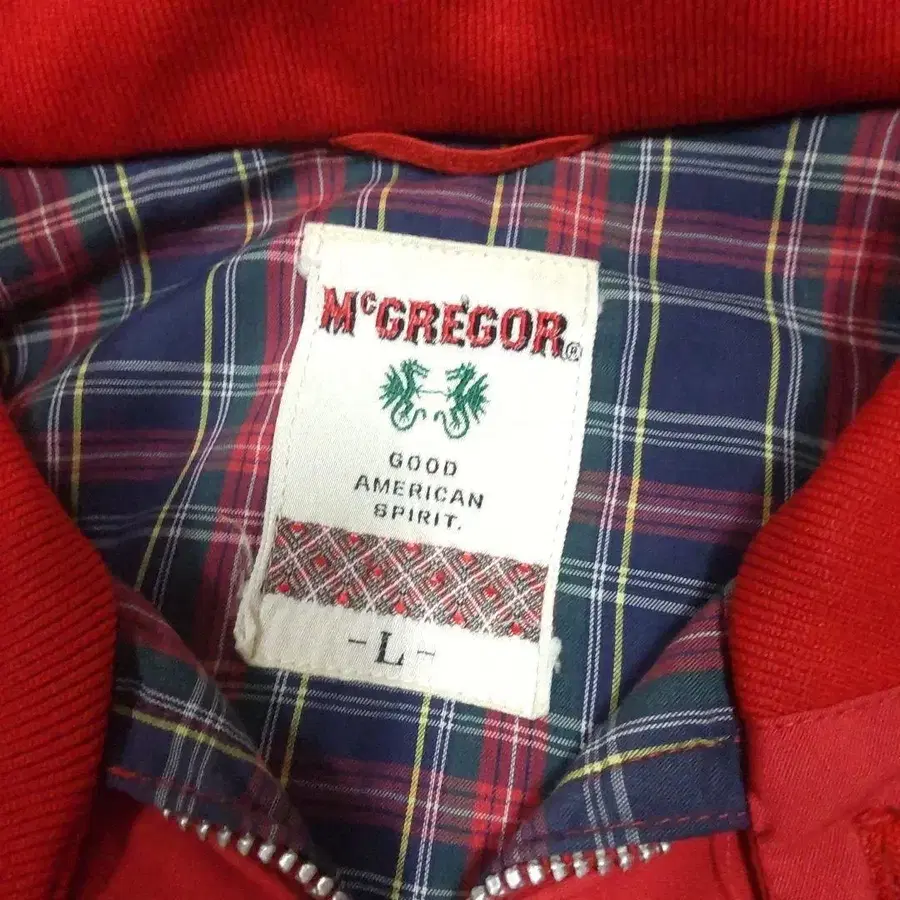 McGREGOR®
GOOD
AMERICAN
SPIRIT.
-L-